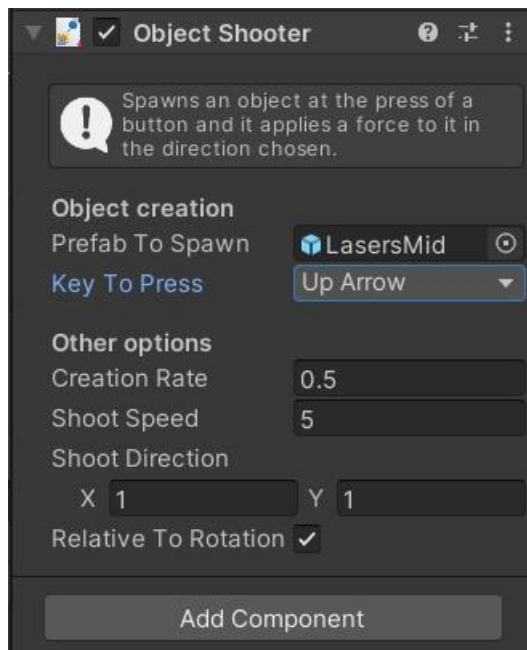 Object Shooter
Spawns an object at the press of a
button and it applies a force to it in
the direction chosen.
Object creation
Prefab To Spawn LasersMid
Key To Press Up Arrow
Other options
Creation Rate 0.5
Shoot Speed 5
Shoot Direction
X 1 Y 1
Relative To Rotation
Add Component